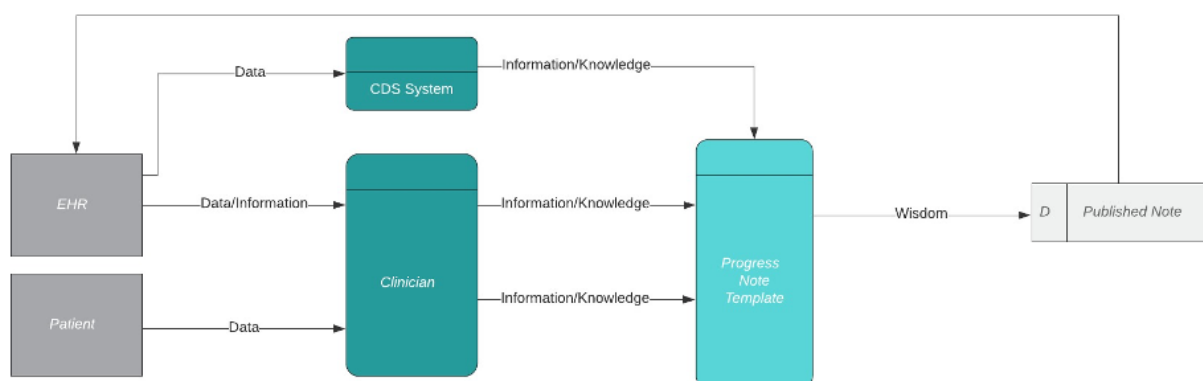 Data
Information/Knowledge
CDS System
EHR
Data/Information
Information/Knowledge
D
Published Note
Wisdom
Progress
Note
Template
Clinician
Information/Knowledge
Patient
Data